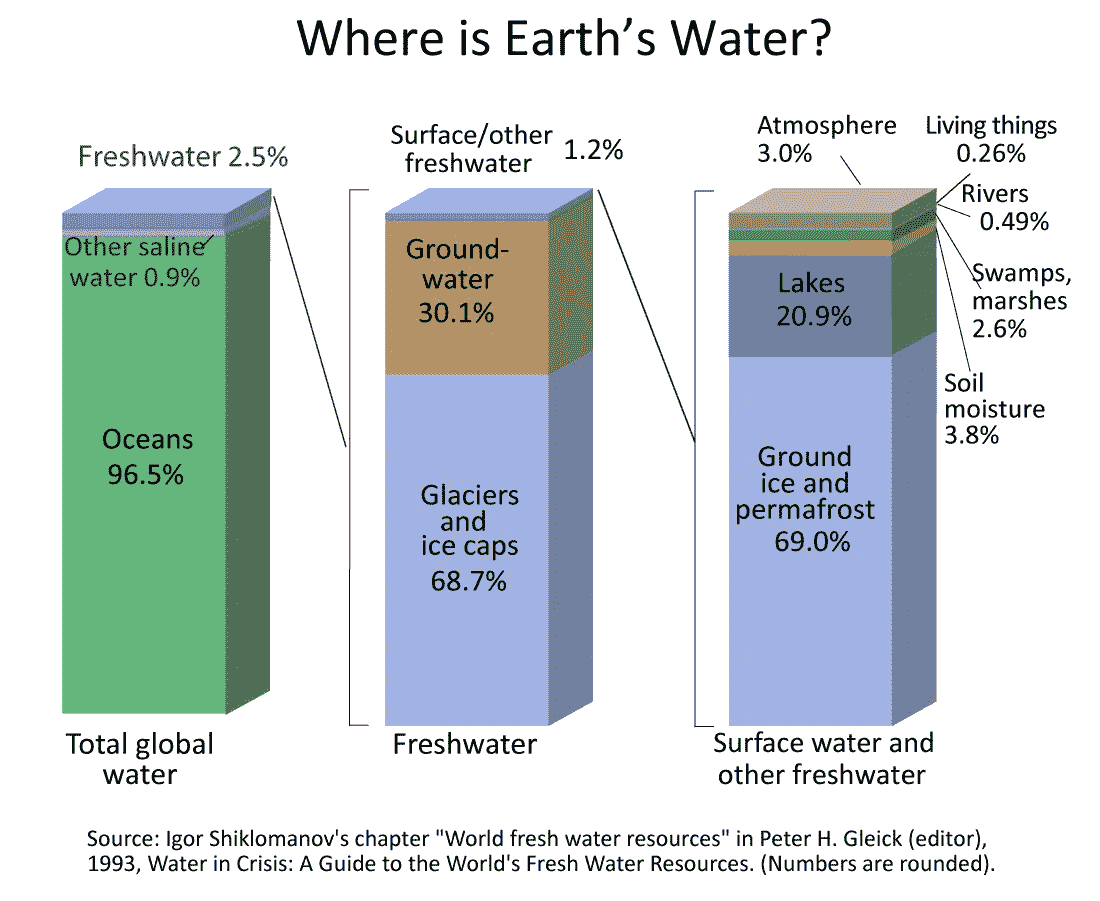 Where is Earth’s Water?
Freshwater 2.5%
Other saline
water 0.9%
Oceans
96.5%
Total global
water
Surface/other
freshwater
1.2%
Ground-
water
30.1%
Glaciers
and
ice caps
68.7%
Freshwater
Atmosphere
3.0%
Living things
0.26%
Rivers
0.49%
Swamps,
marshes
2.6%
Soil
moisture
3.8%
Lakes
20.9%
Ground
ice and
permafrost
69.0%
Surface water and
other freshwater
Source: Igor Shiklomanov's chapter "World fresh water resources" in Peter H. Gleick (editor),
1993, Water in Crisis: A Guide to the World's Fresh Water Resources. (Numbers are rounded).